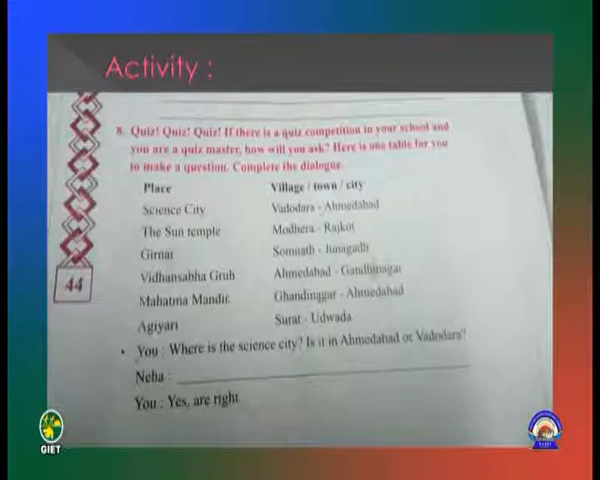 Activity :
8. Quiz! Quiz! Quiz! If there is a quiz competition in your school and
you are a quiz master, how will you ask? Here is one table for you
to make a question. Complete the dialogue.
Place Village / town / city
Science City Vadodara - Ahmedabad
The Sun temple Modhera - Rajkot
Girnar Somnath - Junagadh
Vidhansabha Gruh Ahmedabad - Gandhinagar
Mahatma Mandir Ghandinagar - Ahmedabad
Agiyari Surat - Udwada
44
• You : Where is the science city? Is it in Ahmedabad or Vadodara?
Neha :
You : Yes, are right
GIET